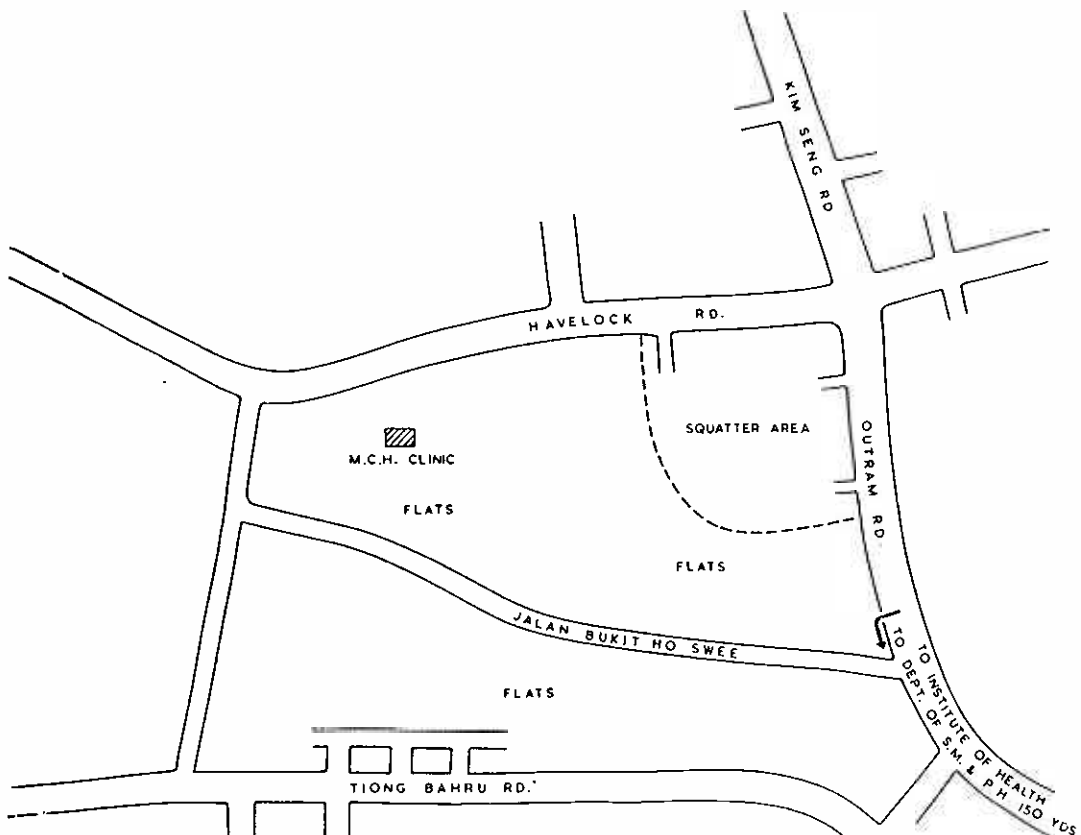 KIM SENG RD
HAVELOCK RD.
SQUATTER AREA
OUTRAM RD.
M.C.H. CLINIC
FLATS
FLATS
JALAN BUKIT HO SWEE
TO INSTITUTE OF HEALTH
TO DEPT. OF S.M. & P H 150 YDS
FLATS
TIONG BAHRU RD.